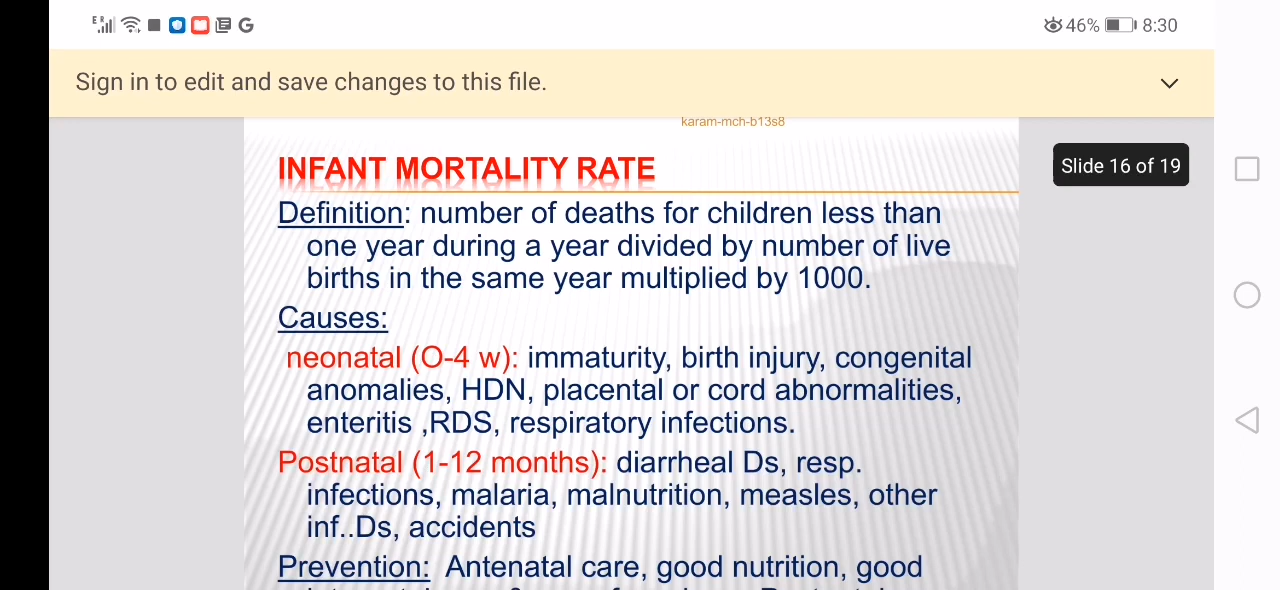 46% 8:30
Sign in to edit and save changes to this file.
karam-mch-b13s8
Slide 16 of 19
INFANT MORTALITY RATE
Definition: number of deaths for children less than
one year during a year divided by number of live
births in the same year multiplied by 1000.
Causes:
neonatal (O-4 w): immaturity, birth injury, congenital
anomalies, HDN, placental or cord abnormalities,
enteritis ,RDS, respiratory infections.
Postnatal (1-12 months): diarrheal Ds, resp.
infections, malaria, malnutrition, measles, other
inf..Ds, accidents
Prevention: Antenatal care, good nutrition, good